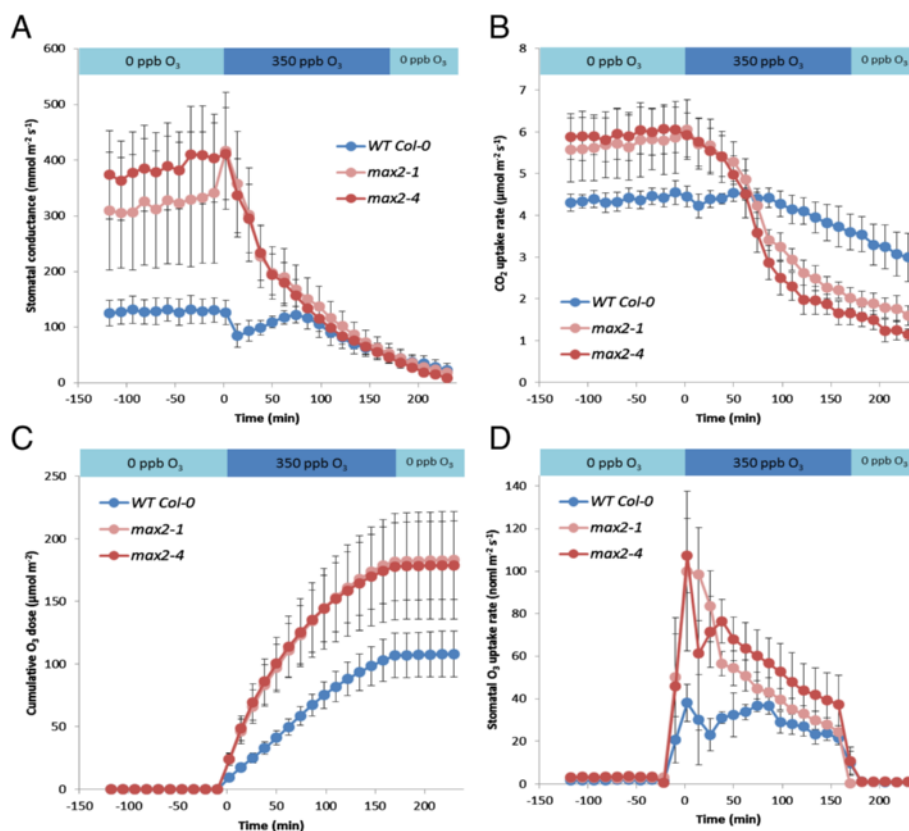 A
0 ppb O3
350 ppb O3
0 ppb O3
Stomatal conductance (mmol m-2 s-1)
600
500
400
300
200
100
0
WT Col-0
max2-1
max2-4
-150 -100 -50 0 50 100 150 200
Time (min)
B
0 ppb O3
350 ppb O3
0 ppb O3
CO2 uptake rate (μmol m-2 s-1)
8
7
6
5
4
3
2
1
0
WT Col-0
max2-1
max2-4
-150 -100 -50 0 50 100 150 200
Time (min)
C
0 ppb O3
350 ppb O3
0 ppb O3
Cumulative O3 dose (μmol m-2)
250
200
150
100
50
0
WT Col-0
max2-1
max2-4
-150 -100 -50 0 50 100 150 200
Time (min)
D
0 ppb O3
350 ppb O3
0 ppb O3
Stomatal O3 uptake rate (noml m-2 s-1)
140
120
100
80
60
40
20
0
WT Col-0
max2-1
max2-4
-150 -100 -50 0 50 100 150 200
Time (min)